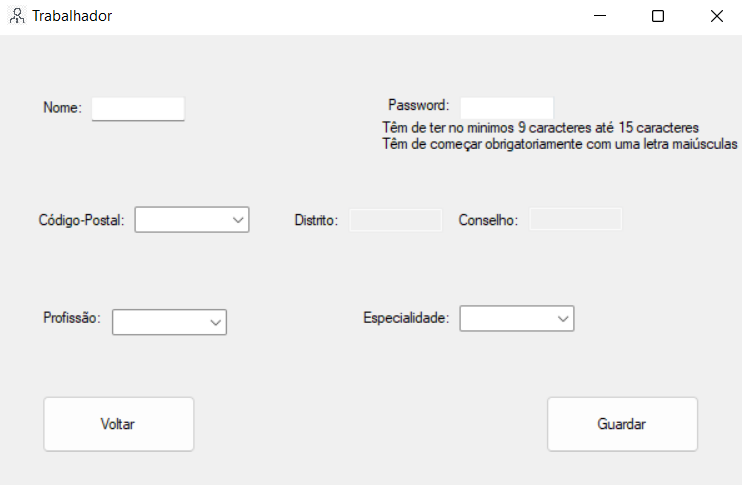 Trabalhador
Nome:
Password:
Têm de ter no minimos 9 caracteres até 15 caracteres
Têm de começar obrigatoriamente com uma letra maiúsculas
Código-Postal:
Distrito:
Conselho:
Profissão:
Especialidade:
Voltar
Guardar